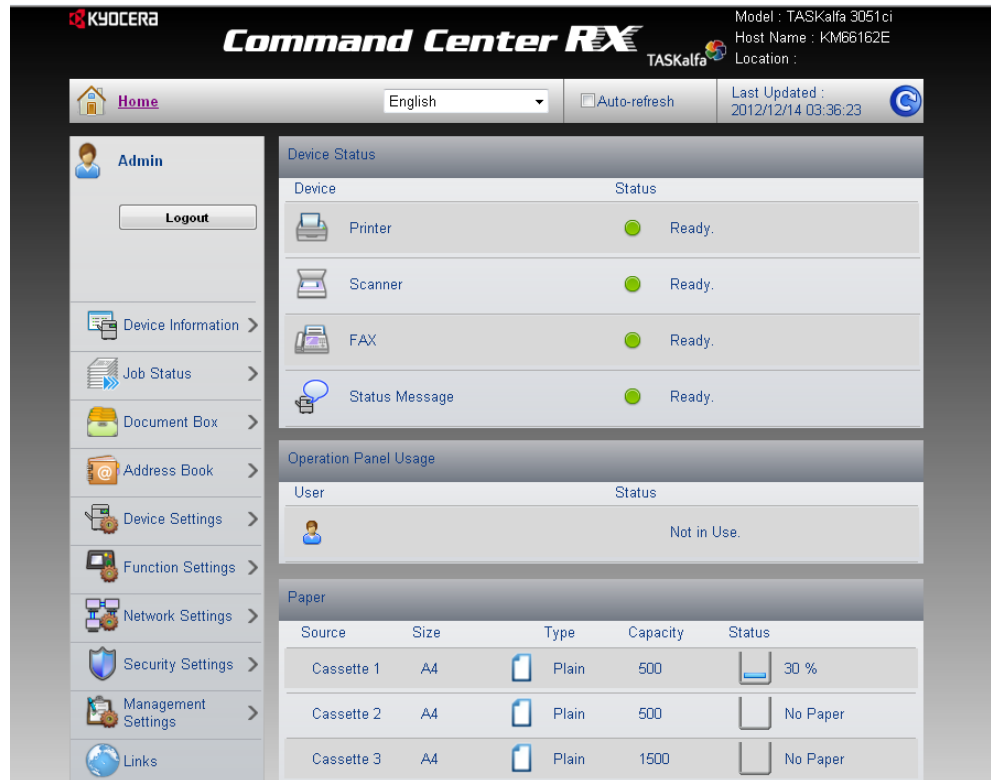 KYOCERA
Command Center RX
TASKalfa
Model : TASKalfa 3051ci
Host Name : KM66162E
Location :
Home
English
Auto-refresh
Last Updated :
2012/12/14 03:36:23
Admin
Logout
Device Information
Job Status
Document Box
Address Book
Device Settings
Function Settings
Network Settings
Security Settings
Management
Settings
Links
Device Status
Device Status
Printer Ready.
Scanner Ready.
FAX Ready.
Status Message Ready.
Operation Panel Usage
User Status
Not in Use.
Paper
Source Size Type Capacity Status
Cassette 1 A4 Plain 500 30 %
Cassette 2 A4 Plain 500 No Paper
Cassette 3 A4 Plain 1500 No Paper